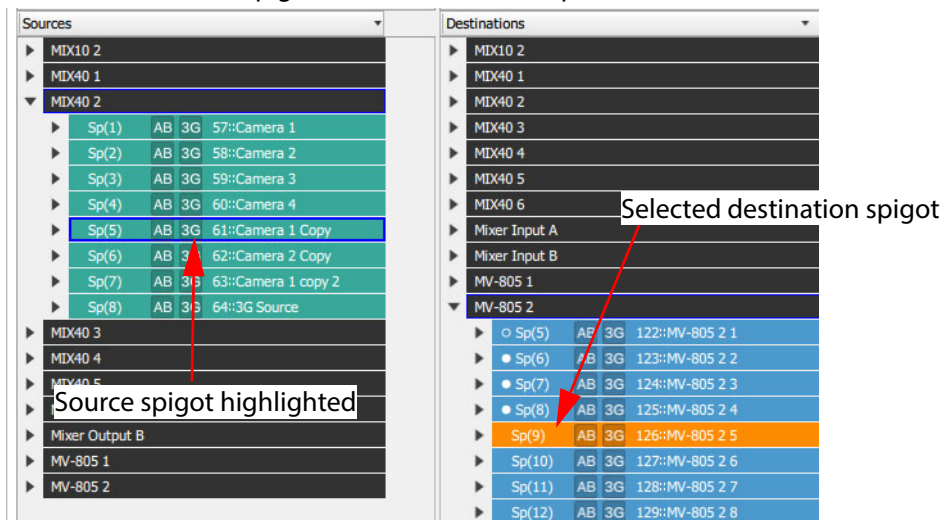 Sources
MIX10 2
MIX40 1
MIX40 2
Sp(1) AB 3G 57::Camera 1
Sp(2) AB 3G 58::Camera 2
Sp(3) AB 3G 59::Camera 3
Sp(4) AB 3G 60::Camera 4
Sp(5) AB 3G 61::Camera 1 Copy
Sp(6) AB 3G 62::Camera 2 Copy
Sp(7) AB 3G 63::Camera 1 copy 2
Sp(8) AB 3G 64::3G Source
MIX40 3
MIX40 4
MIX40 5
Source spigot highlighted
Mixer Output B
MV-805 1
MV-805 2
Destinations
MIX10 2
MIX40 1
MIX40 2
MIX40 3
MIX40 4
MIX40 5
MIX40 6
Selected destination spigot
Mixer Input A
Mixer Input B
MV-805 1
MV-805 2
Sp(5) AB 3G 122::MV-805 2 1
Sp(6) AB 3G 123::MV-805 2 2
Sp(7) AB 3G 124::MV-805 2 3
Sp(8) AB 3G 125::MV-805 2 4
Sp(9) AB 3G 126::MV-805 2 5
Sp(10) AB 3G 127::MV-805 2 6
Sp(11) AB 3G 128::MV-805 2 7
Sp(12) AB 3G 129::MV-805 2 8